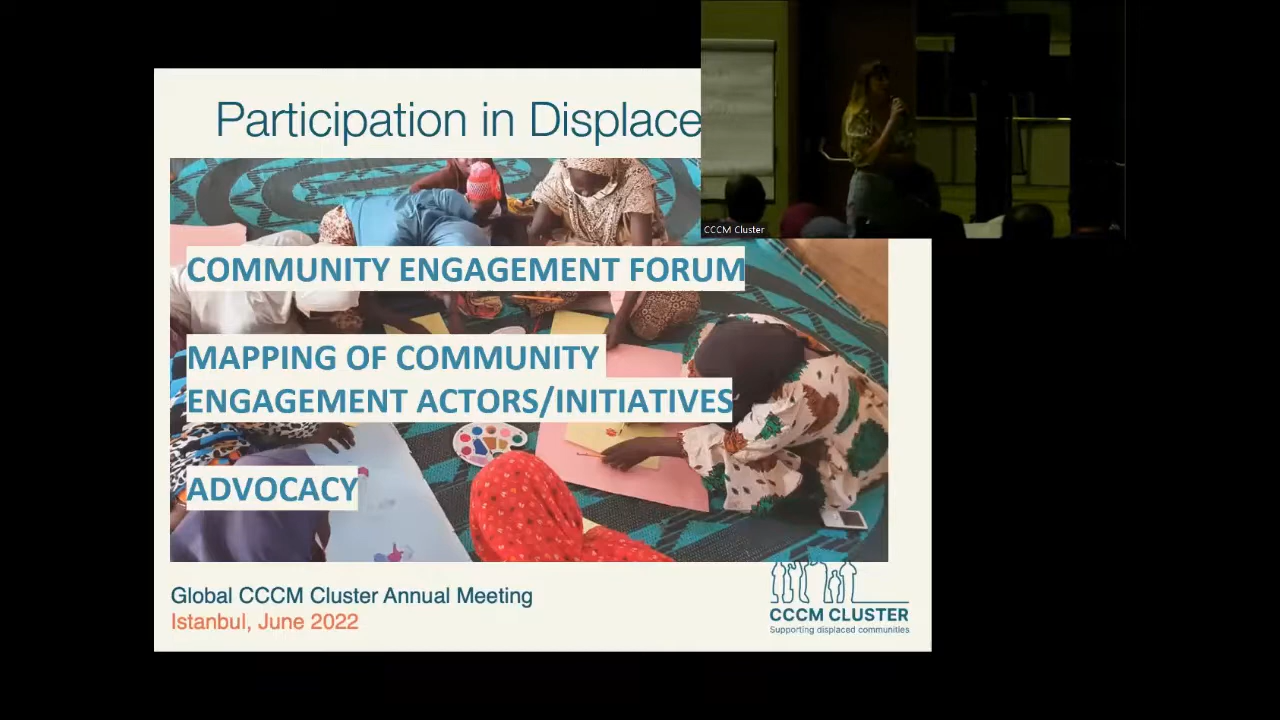 Participation in Displace
CCCM Cluster
COMMUNITY ENGAGEMENT FORUM
MAPPING OF COMMUNITY
ENGAGEMENT ACTORS/INITIATIVES
ADVOCACY
Global CCCM Cluster Annual Meeting
Istanbul, June 2022
CCCM CLUSTER
Supporting displaced communities